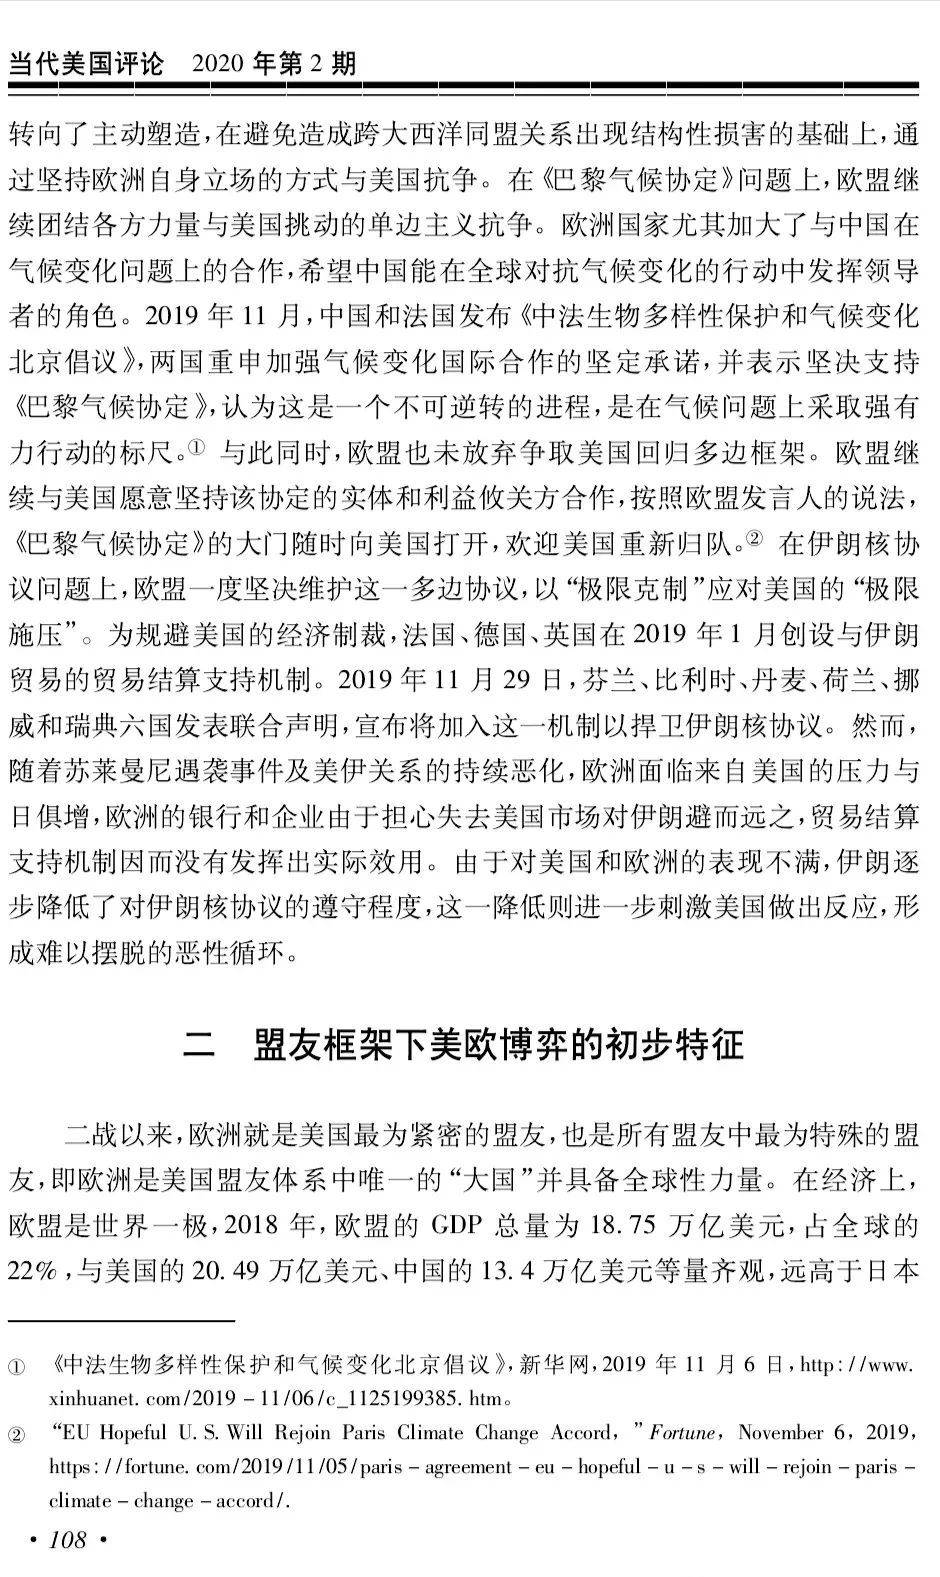 当代美国评论 2020 年第 2 期
转向了主动塑造，在避免造成跨大西洋同盟关系出现结构性损害的基础上，通
过坚持欧洲自身立场的方式与美国抗争。在《巴黎气候协定》问题上，欧盟继
续团结各方力量与美国挑动的单边主义抗争。欧洲国家尤其加大了与中国在
气候变化问题上的合作，希望中国能在全球对抗气候变化的行动中发挥领导
者的角色。2019 年 11 月，中国和法国发布《中法生物多样性保护和气候变化
北京倡议》，两国重申加强气候变化国际合作的坚定承诺，并表示坚决支持
《巴黎气候协定》，认为这是一个不可逆转的进程，是在气候问题上采取强有
力行动的标尺。① 与此同时，欧盟也未放弃争取美国回归多边框架。欧盟继
续与美国愿意坚持该协定的实体和利益攸关方合作，按照欧盟发言人的说法，
《巴黎气候协定》的大门随时向美国打开，欢迎美国重新归队。② 在伊朗核协
议问题上，欧盟一度坚决维护这一多边协议，以“极限克制”应对美国的“极限
施压”。为规避美国的经济制裁，法国、德国、英国在 2019 年 1 月创设与伊朗
贸易的贸易结算支持机制。2019 年 11 月 29 日，芬兰、比利时、丹麦、荷兰、挪
威和瑞典六国发表联合声明，宣布将加入这一机制以捍卫伊朗核协议。然而，
随着苏莱曼尼遇袭事件及美伊关系的持续恶化，欧洲面临来自美国的压力与
日俱增，欧洲的银行和企业由于担心失去美国市场对伊朗避而远之，贸易结算
支持机制因而没有发挥出实际效用。由于对美国和欧洲的表现不满，伊朗逐
步降低了对伊朗核协议的遵守程度，这一降低则进一步刺激美国做出反应，形
成难以摆脱的恶性循环。
二 盟友框架下美欧博弈的初步特征
二战以来，欧洲就是美国最为紧密的盟友，也是所有盟友中最为特殊的盟
友，即欧洲是美国盟友体系中唯一的“大国”并具备全球性力量。在经济上，
欧盟是世界一极，2018 年，欧盟的 GDP 总量为 18.75 万亿美元，占全球的
22%，与美国的 20.49 万亿美元、中国的 13.4 万亿美元等量齐观，远高于日本
① 《中法生物多样性保护和气候变化北京倡议》，新华网，2019 年 11 月 6 日，http://www.
xinhuanet.com/2019-11/06/c_1125199385.htm。
② “EU Hopeful U.S. Will Rejoin Paris Climate Change Accord,” Fortune, November 6, 2019,
https://fortune.com/2019/11/05/paris-agreement-eu-hopeful-u-s-will-rejoin-paris-
climate-change-accord/.
·108·